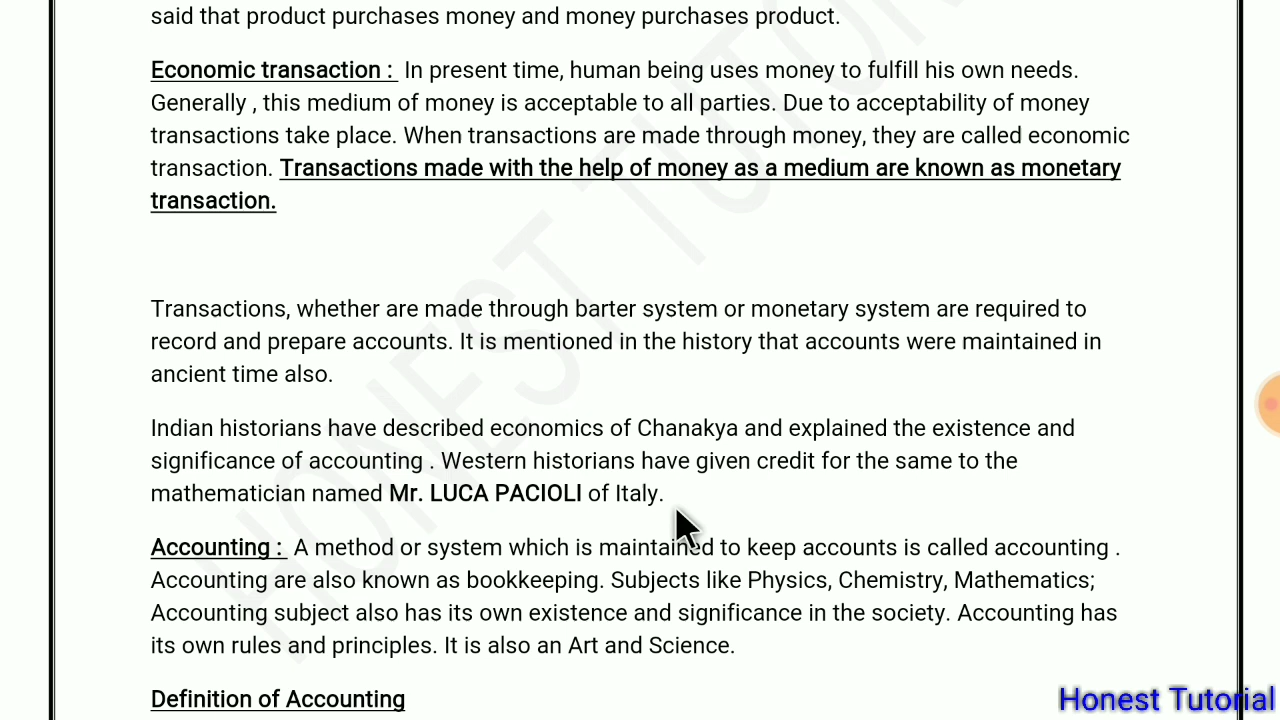 said that product purchases money and money purchases product.
Economic transaction : In present time, human being uses money to fulfill his own needs.
Generally , this medium of money is acceptable to all parties. Due to acceptability of money
transactions take place. When transactions are made through money, they are called economic
transaction. Transactions made with the help of money as a medium are known as monetary
transaction.
Transactions, whether are made through barter system or monetary system are required to
record and prepare accounts. It is mentioned in the history that accounts were maintained in
ancient time also.
Indian historians have described economics of Chanakya and explained the existence and
significance of accounting . Western historians have given credit for the same to the
mathematician named Mr. LUCA PACIOLI of Italy.
Accounting : A method or system which is maintained to keep accounts is called accounting .
Accounting are also known as bookkeeping. Subjects like Physics, Chemistry, Mathematics;
Accounting subject also has its own existence and significance in the society. Accounting has
its own rules and principles. It is also an Art and Science.
Definition of Accounting
Honest Tutorial
HONEST TUTOR